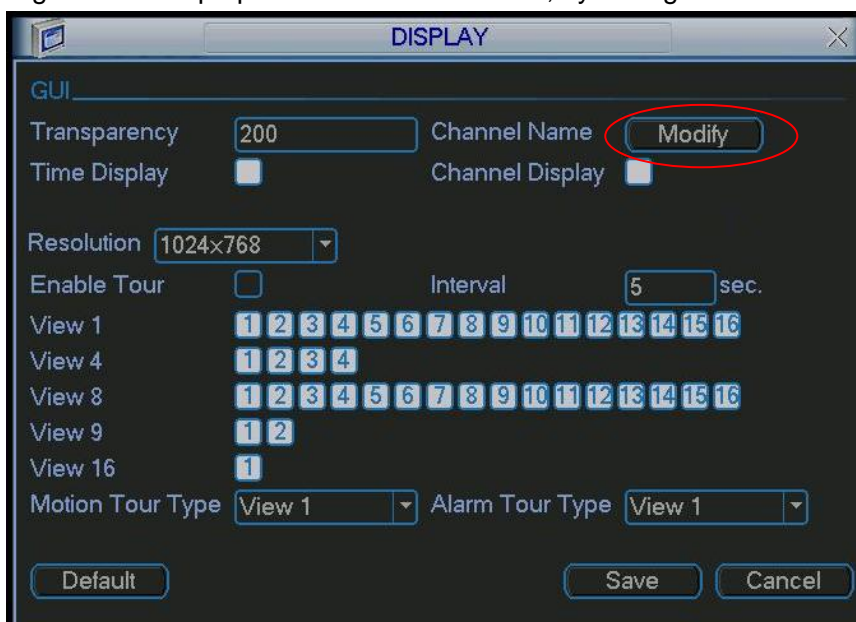 DISPLAY
GUI
Transparency 200 Channel Name Modify
Time Display Channel Display
Resolution 1024×768
Enable Tour Interval 5 sec.
View 1 1 2 3 4 5 6 7 8 9 10 11 12 13 14 15 16
View 4 1 2 3 4
View 8 1 2 3 4 5 6 7 8 9 10 11 12 13 14 15 16
View 9 1 2
View 16 1
Motion Tour Type View 1 Alarm Tour Type View 1
Default Save Cancel